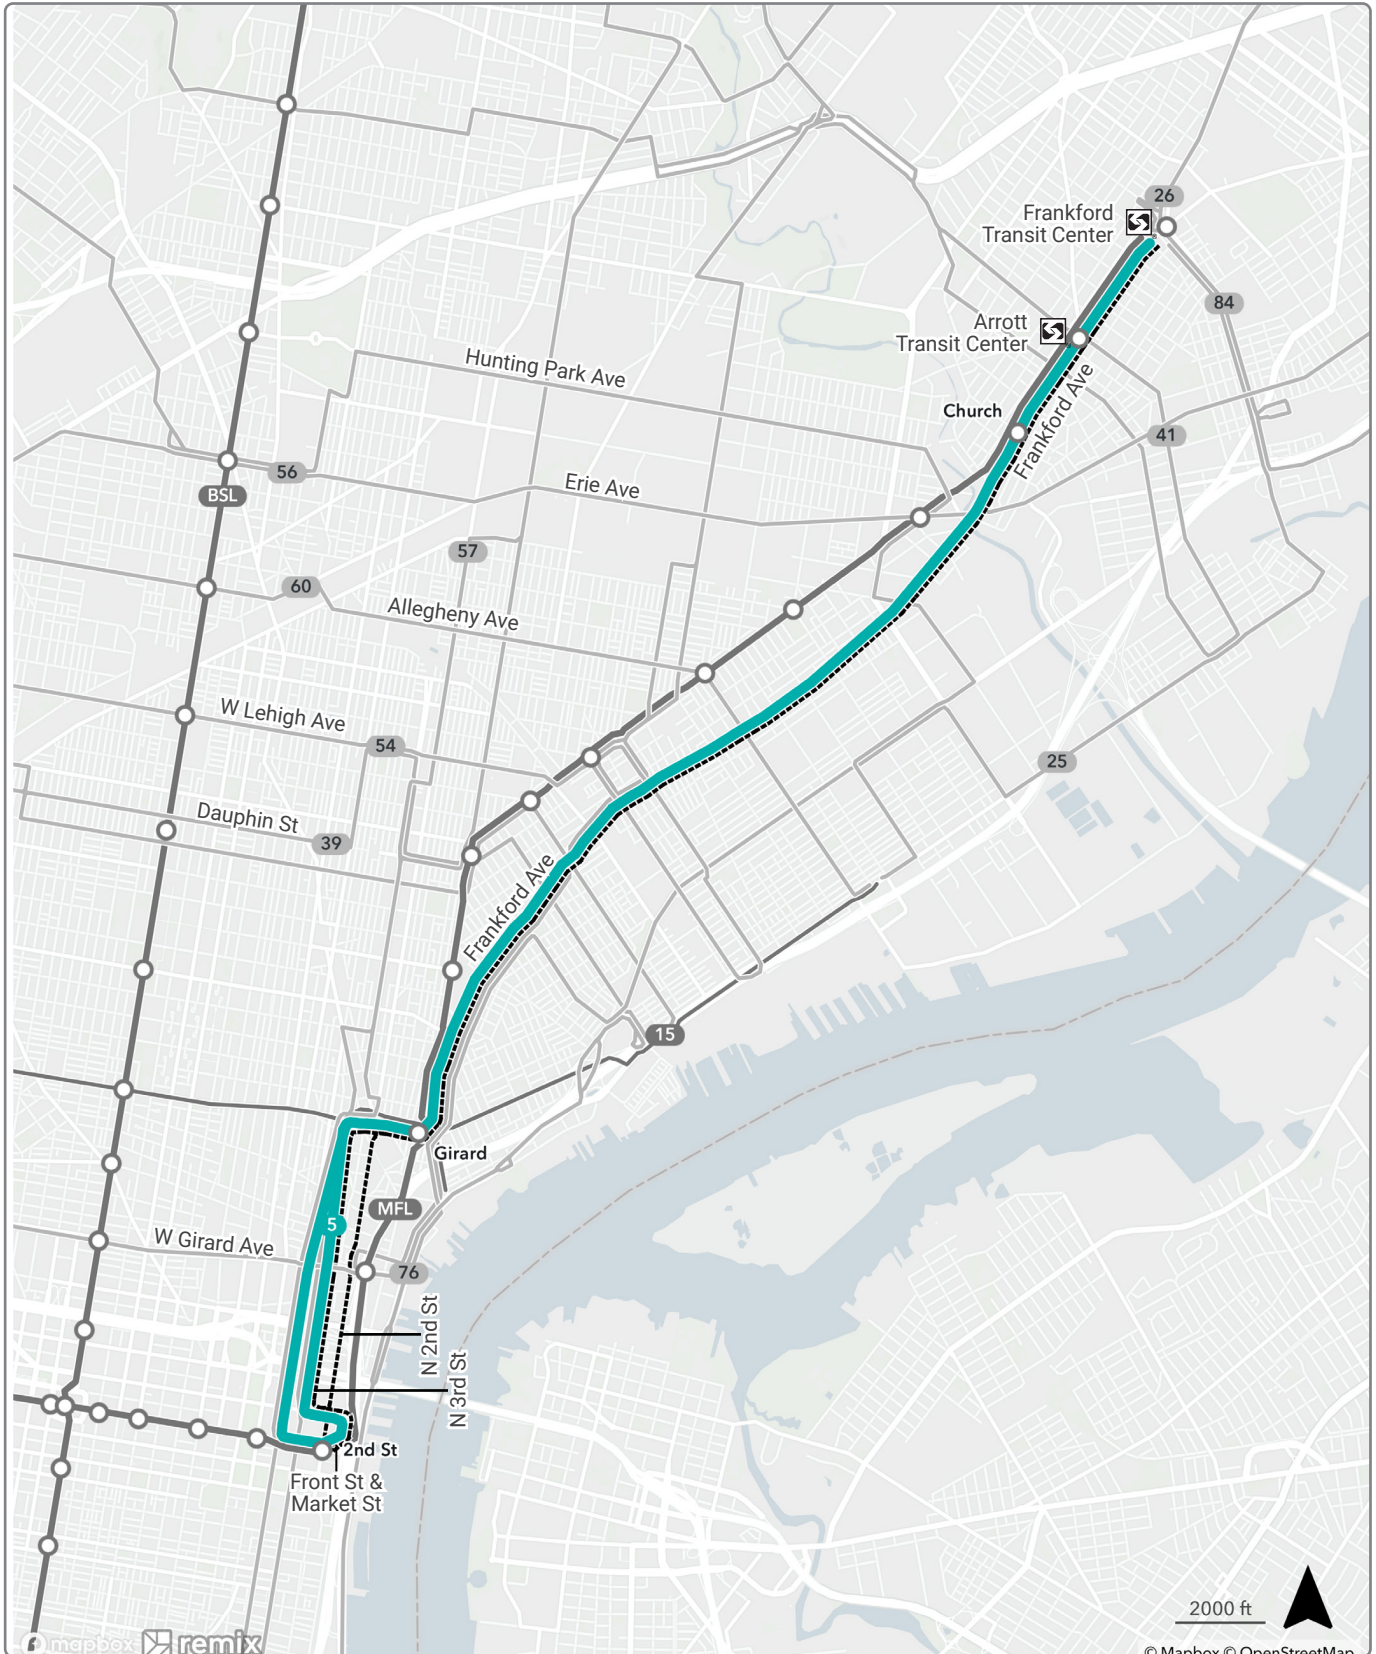 26
Frankford
Transit Center
84
Arrott
Transit Center
Hunting Park Ave
Frankford Ave
Church
41
56
Erie Ave
BSL
57
60
Allegheny Ave
W Lehigh Ave
54
25
Dauphin St
39
Frankford Ave
15
Girard
MFL
5
W Girard Ave
76
N 2nd St
N 3rd St
2nd St
Front St &
Market St
2000 ft
mapbox
remix
© Mapbox © OpenStreetMap